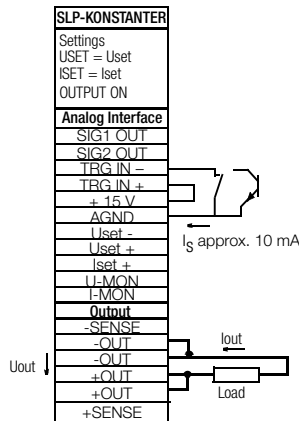 SLP-KONSTANTER
Settings
USET = Uset
ISET = Iset
OUTPUT ON
Analog Interface
SIG1 OUT
SIG2 OUT
TRG IN –
TRG IN +
+ 15 V
AGND
Uset -
Uset +
Iset +
U-MON
I-MON
Output
-SENSE
-OUT
-OUT
+OUT
+OUT
+SENSE
IS approx. 10 mA
Iout
Uout
Load